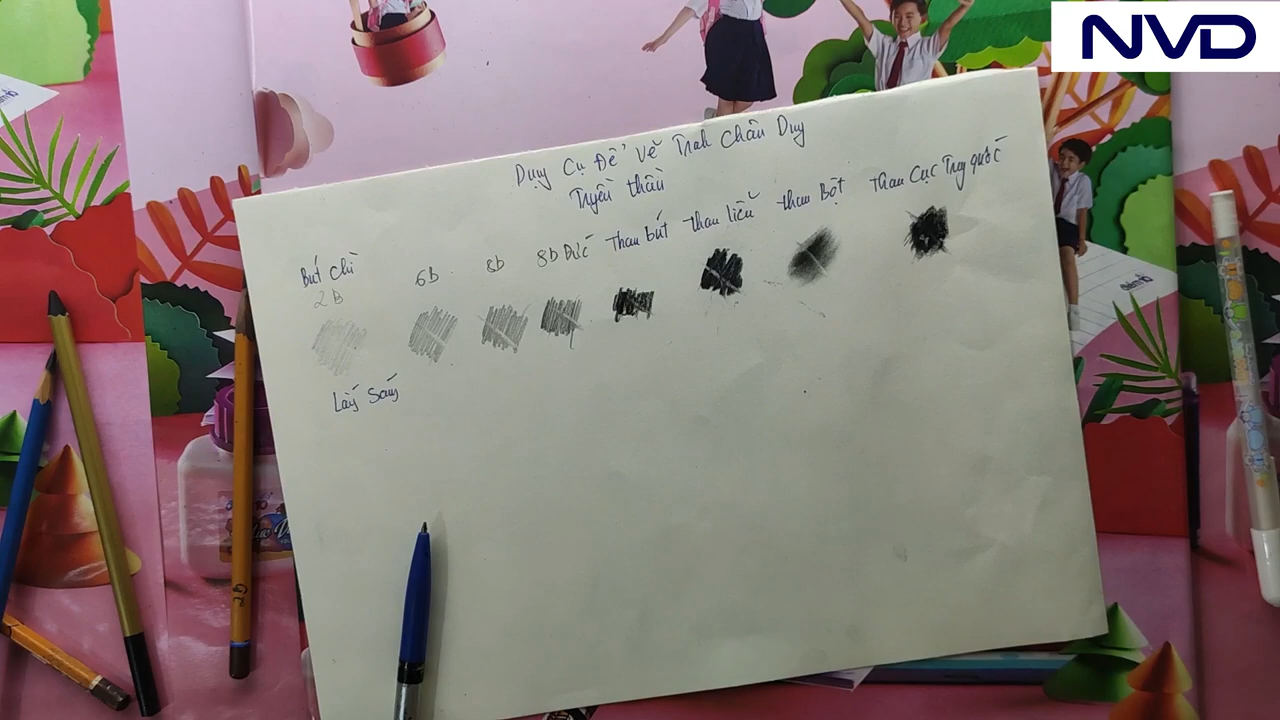 NVD
Dụng Cụ Để Vẽ Tranh Chân Dung
Truyền thần
Bút chì 6b 8b 8b Đức Than bút than liễu than Bột Than Cục Trung quốc
2B
Lấy Sáng